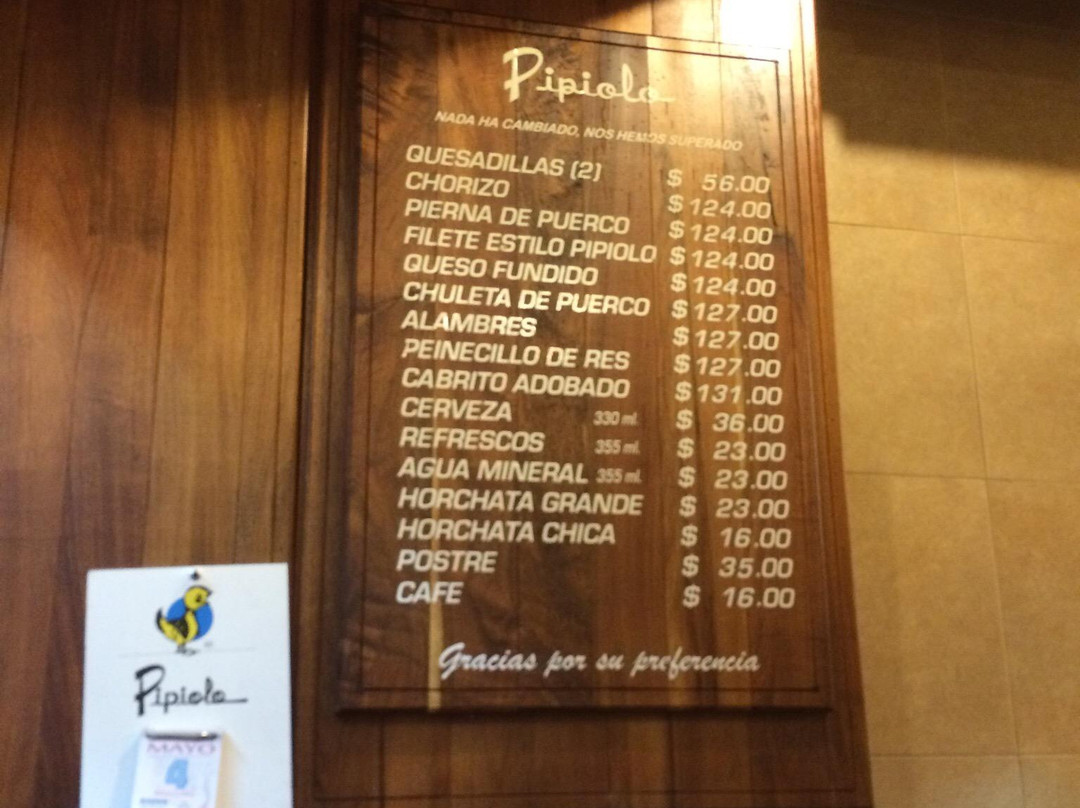 Pipiolo
NADA HA CAMBIADO, NOS HEMOS SUPERADO
QUESADILLAS (2) $ 56.00
CHORIZO $124.00
PIERNA DE PUERCO $124.00
FILETE ESTILO PIPIOLO $124.00
QUESO FUNDIDO $124.00
CHULETA DE PUERCO $127.00
ALAMBRES $127.00
PEINECILLO DE RES $127.00
CABRITO ADOBADO $131.00
CERVEZA 330 ml. $ 36.00
REFRESCOS 355 ml. $ 23.00
AGUA MINERAL 355 ml. $ 23.00
HORCHATA GRANDE $ 23.00
HORCHATA CHICA $ 16.00
POSTRE $ 35.00
CAFE $ 16.00
Gracias por su preferencia
Pipiolo
MAYO
4